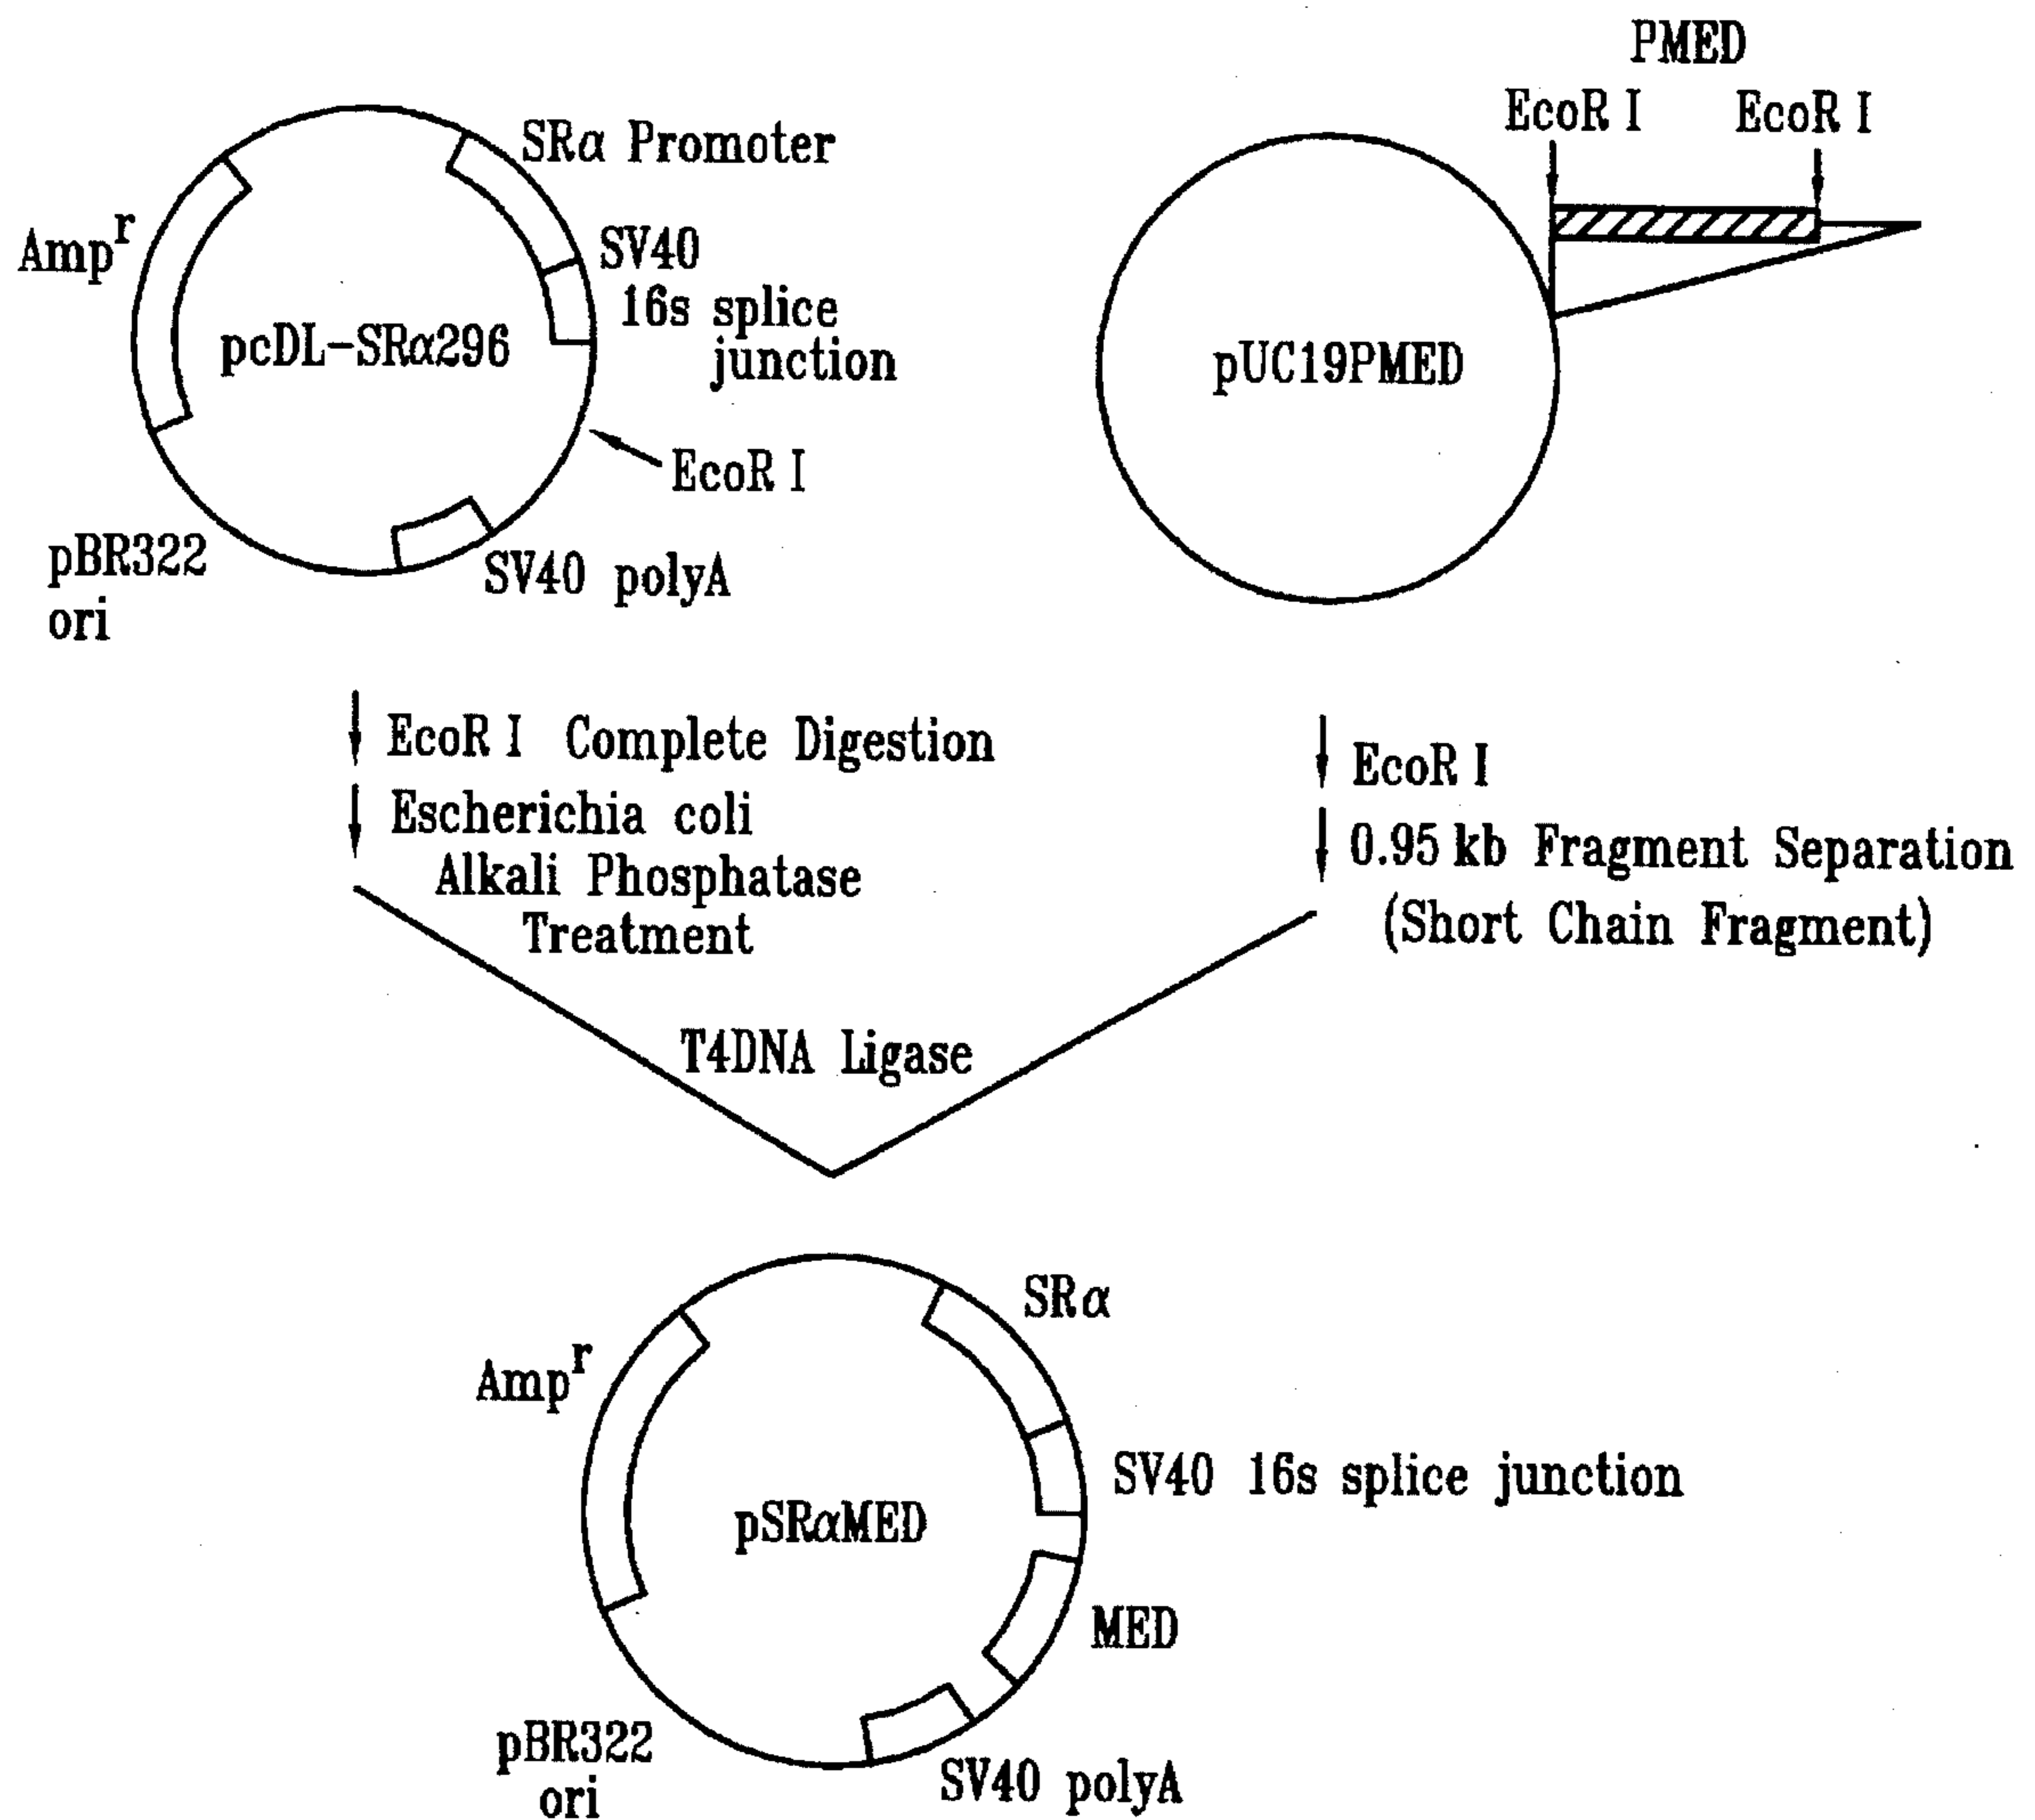 PMED
EcoR I EcoR I
SRα Promoter
Ampʳ
SV40
16s splice
junction
pcDL-SRα296
pUC19PMED
EcoR I
pBR322
ori
SV40 polyA
EcoR I Complete Digestion
Escherichia coli
Alkali Phosphatase
Treatment
EcoR I
0.95 kb Fragment Separation
(Short Chain Fragment)
T4DNA Ligase
SRα
Ampʳ
SV40 16s splice junction
pSRαMED
MED
pBR322
ori
SV40 polyA